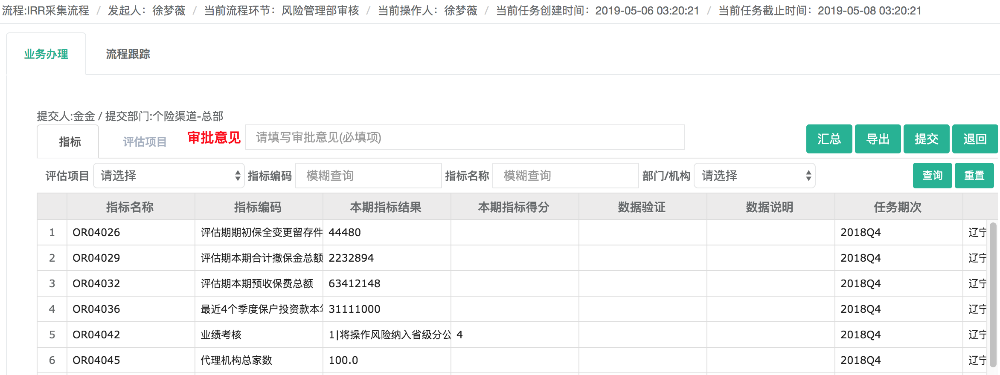 流程:IRR采集流程 / 发起人：徐梦薇 / 当前流程环节：风险管理部审核 / 当前操作人：徐梦薇 / 当前任务创建时间：2019-05-06 03:20:21 / 当前任务截止时间：2019-05-08 03:20:21
业务办理 流程跟踪
提交人:金金 / 提交部门:个险渠道-总部
指标 评估项目 审批意见 请填写审批意见(必填项) 汇总 导出 提交 退回
评估项目 请选择 指标编码 模糊查询 指标名称 模糊查询 部门/机构 请选择 查询 重置
指标名称 指标编码 本期指标结果 本期指标得分 数据验证 数据说明 任务期次
1 OR04026 评估期期初保全变更留存件 44480 2018Q4 辽宁
2 OR04029 评估期本期合计撤保金总额 2232894 2018Q4 辽宁
3 OR04032 评估期本期预收保费总额 63412148 2018Q4 辽宁
4 OR04036 最近4个季度保户投资款本年 31111000 2018Q4 辽宁
5 OR04042 业绩考核 1|将操作风险纳入省级分公 4 2018Q4 辽宁
6 OR04045 代理机构总家数 100.0 2018Q4 辽宁